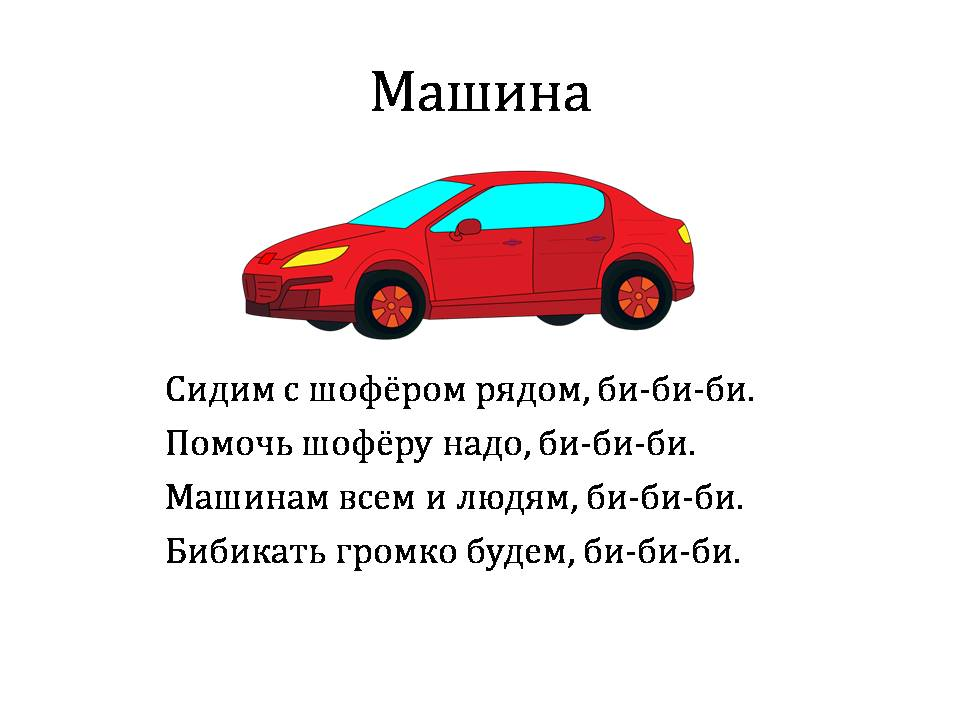 Машина
Сидим с шофёром рядом, би-би-би.
Помочь шофёру надо, би-би-би.
Машинам всем и людям, би-би-би.
Бибикать громко будем, би-би-би.